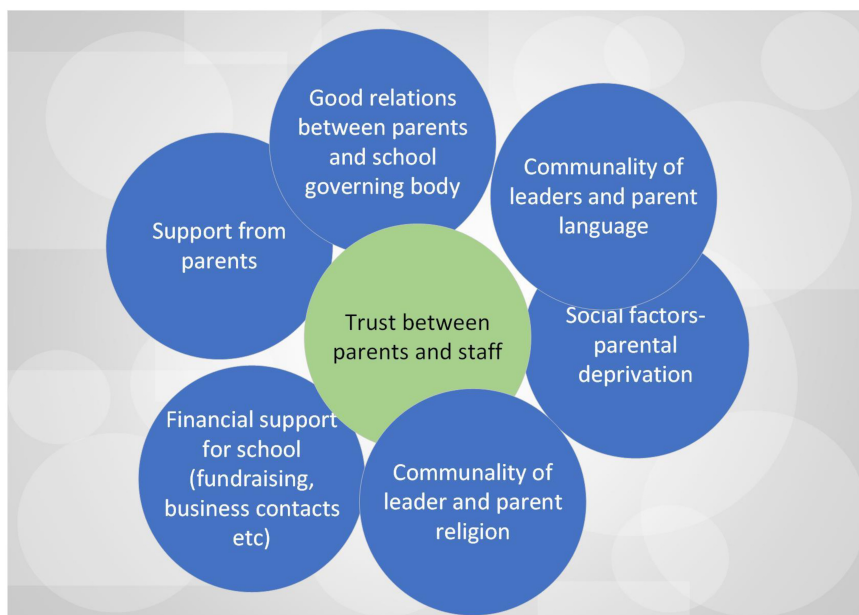 Good relations
between parents
and school
governing body
Communality of
leaders and parent
language
Support from
parents
Trust between
parents and staff
Social factors-
parental
deprivation
Financial support
for school
(fundraising,
business contacts
etc)
Communality of
leader and parent
religion